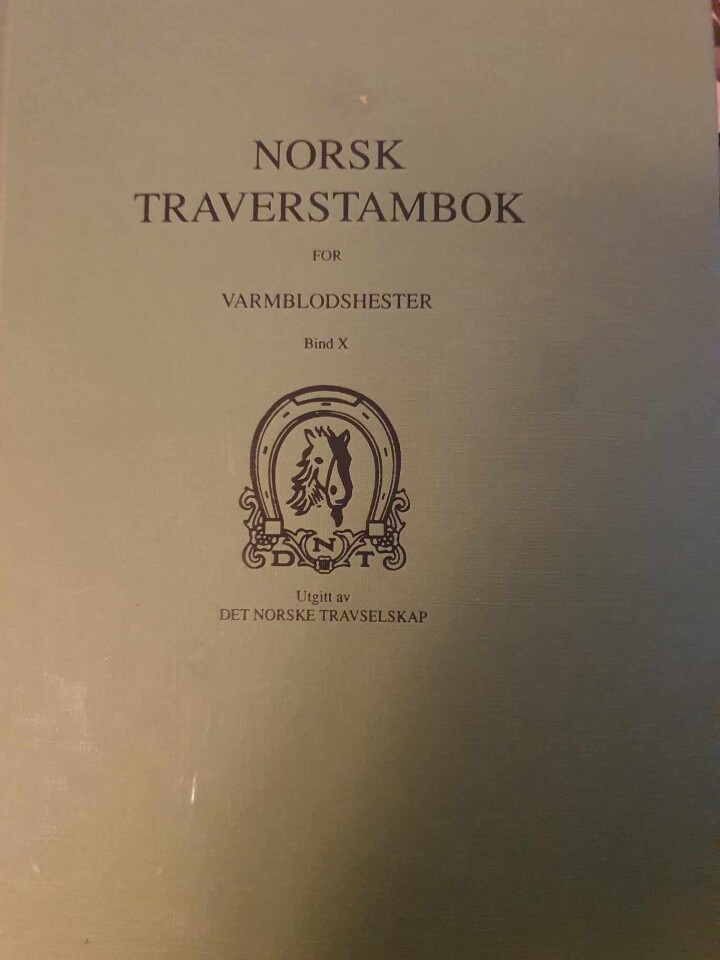 NORSK
TRAVERSTAMBOK
FOR
VARMBLODSHESTER
Bind X
D N T
Utgitt av
DET NORSKE TRAVSELSKAP